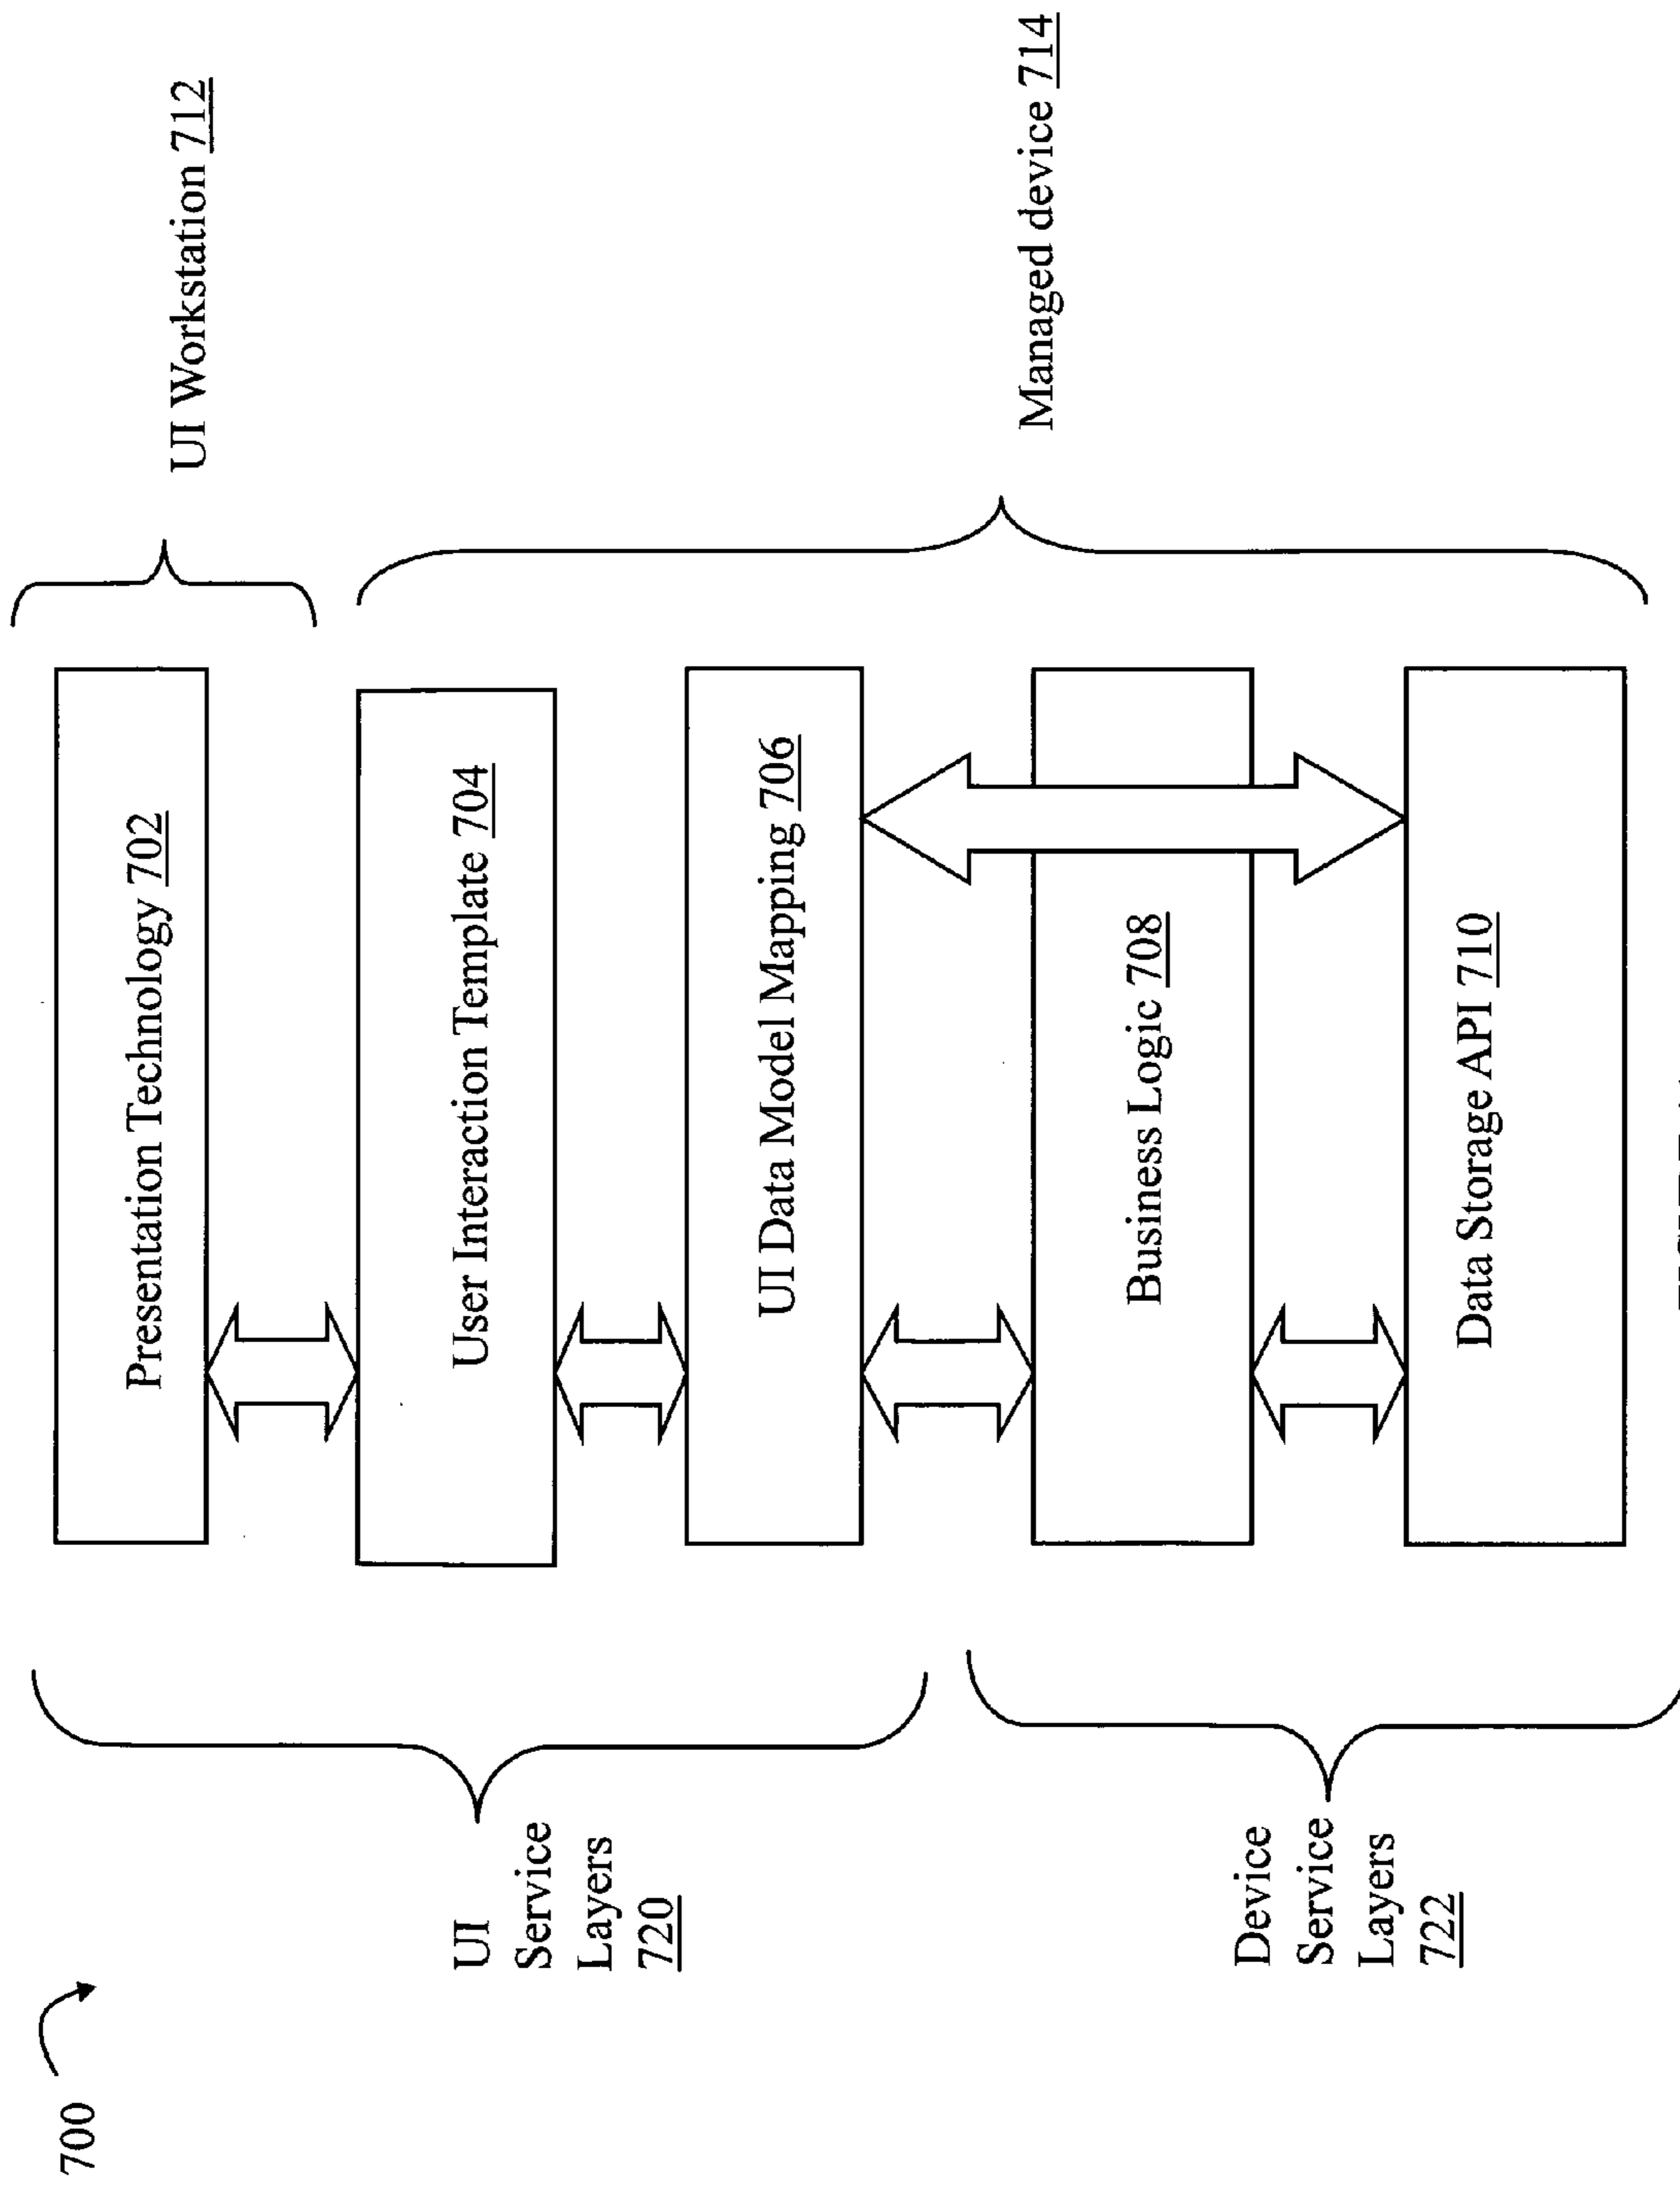 700
UI Workstation 712
Presentation Technology 702
User Interaction Template 704
UI Data Model Mapping 706
Business Logic 708
Data Storage API 710
Managed device 714
UI
Service
Layers
720
Device
Service
Layers
722